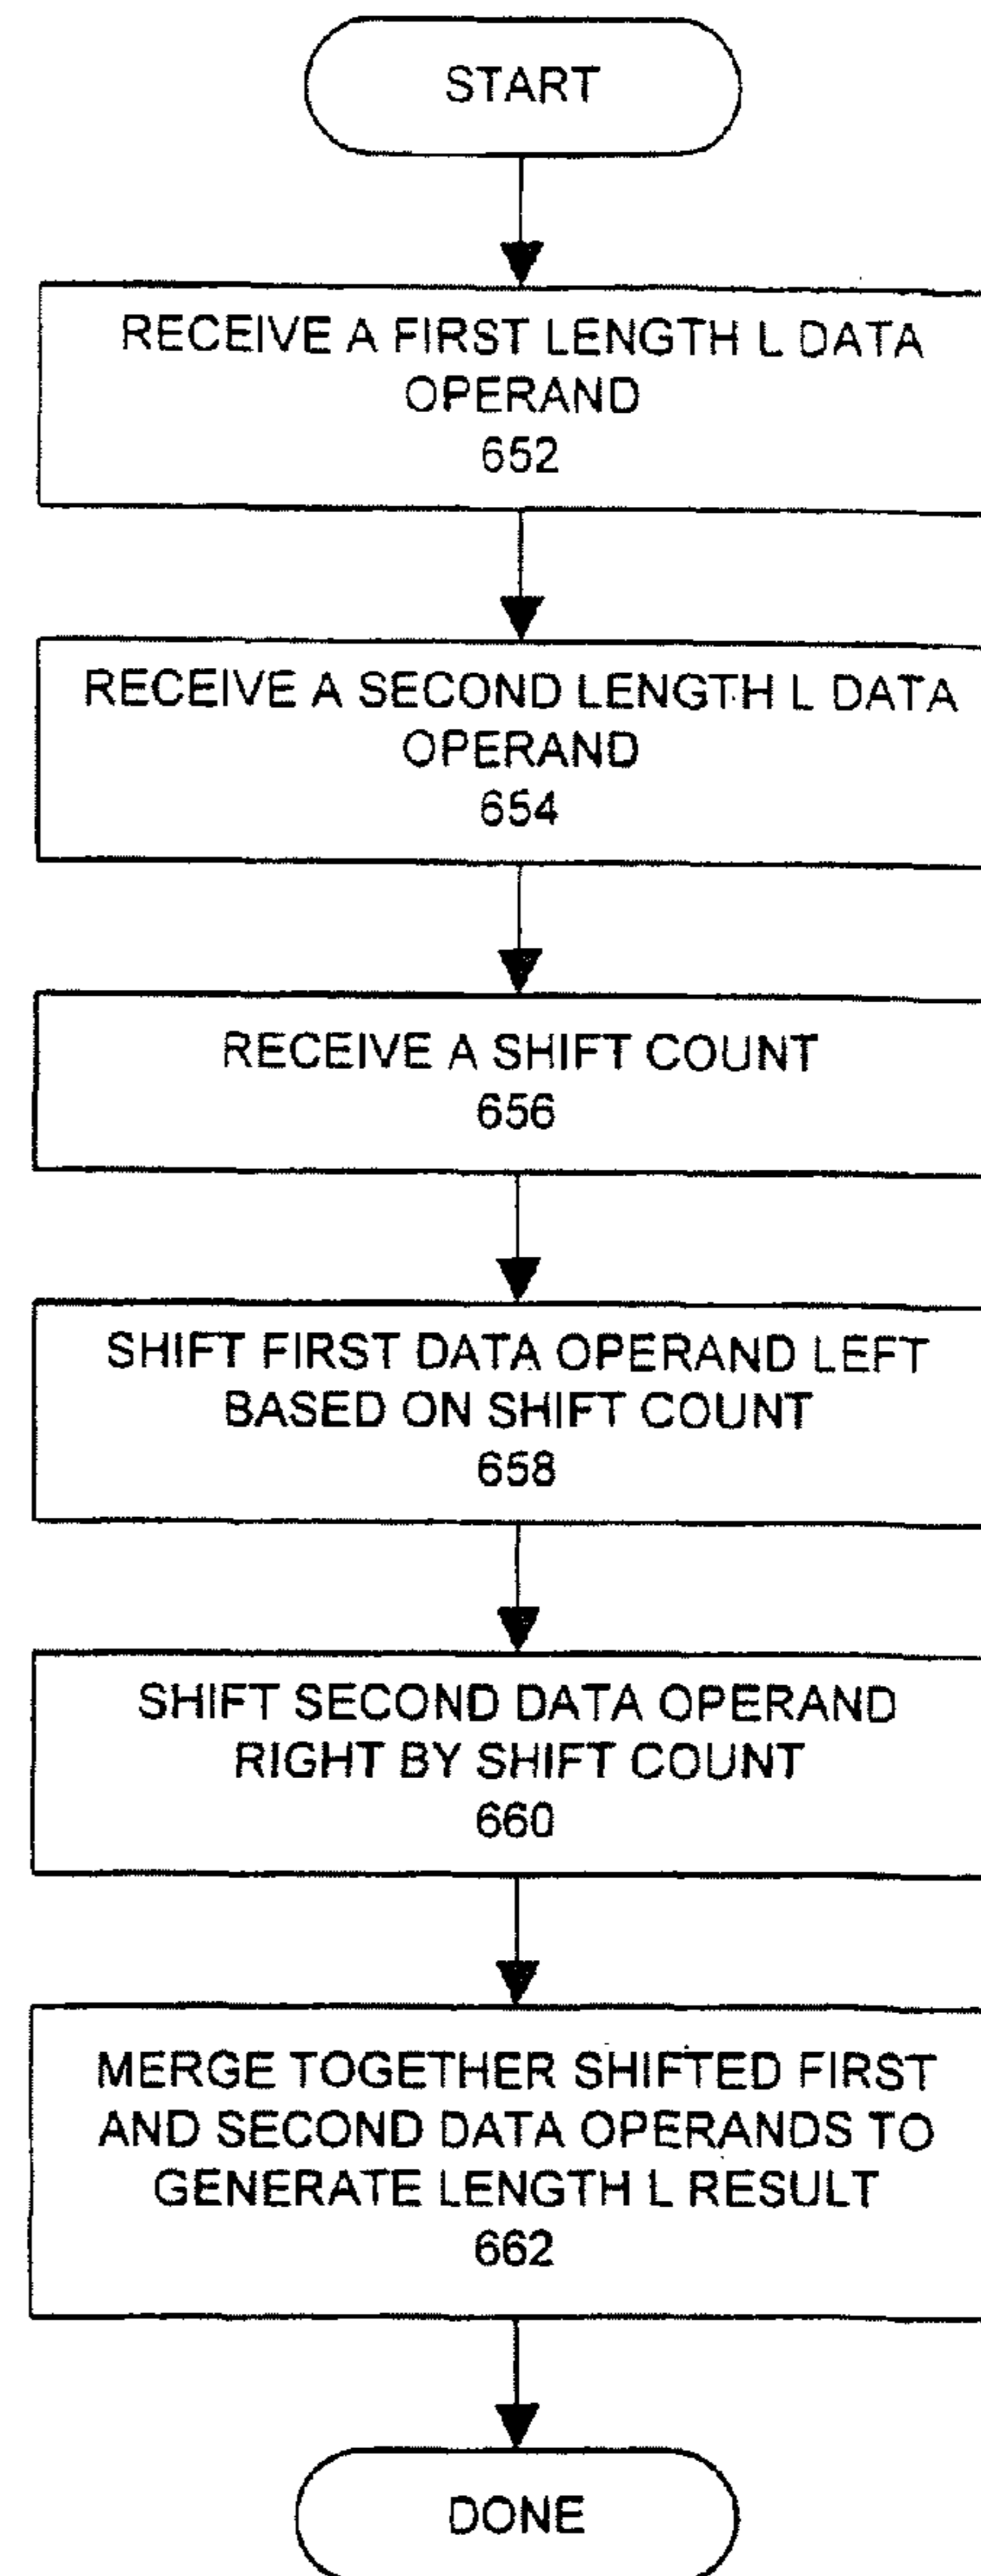 START
RECEIVE A FIRST LENGTH L DATA
OPERAND
652
RECEIVE A SECOND LENGTH L DATA
OPERAND
654
RECEIVE A SHIFT COUNT
656
SHIFT FIRST DATA OPERAND LEFT
BASED ON SHIFT COUNT
658
SHIFT SECOND DATA OPERAND
RIGHT BY SHIFT COUNT
660
MERGE TOGETHER SHIFTED FIRST
AND SECOND DATA OPERANDS TO
GENERATE LENGTH L RESULT
662
DONE